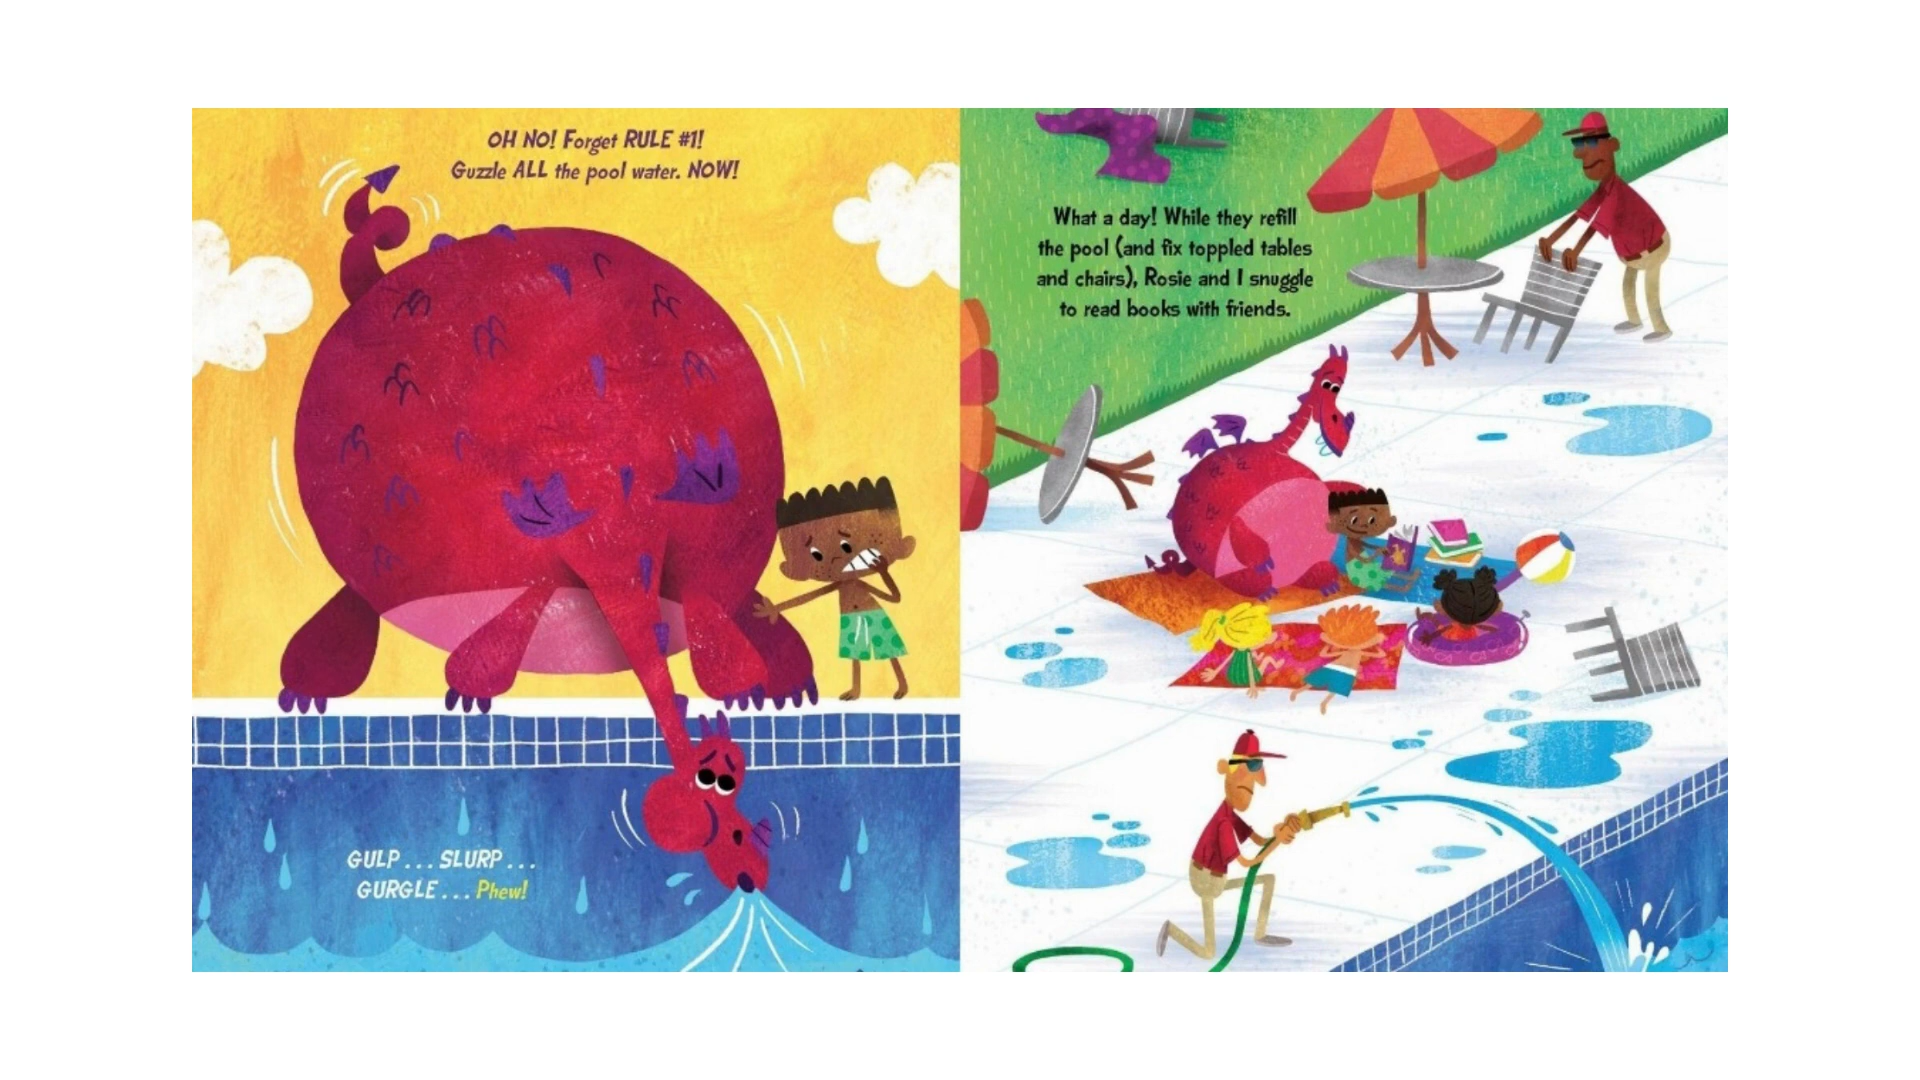 OH NO! Forget RULE #1!
Guzzle ALL the pool water. NOW!
GULP... SLURP...
GURGLE... Phew!
What a day! While they refill
the pool (and fix toppled tables
and chairs), Rosie and I snuggle
to read books with friends.